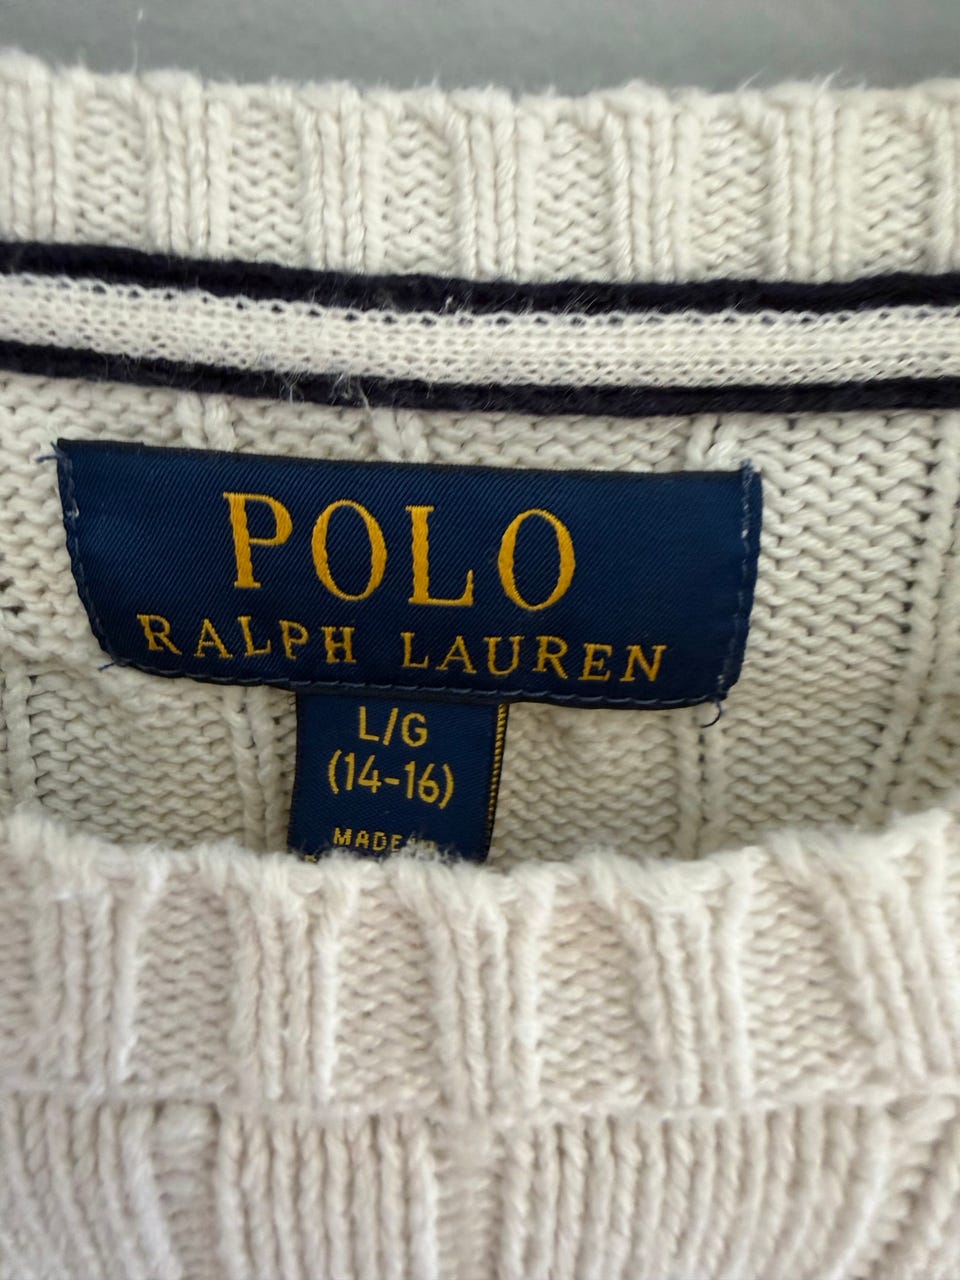 POLO
RALPH LAUREN
L/G
(14-16)
MADE